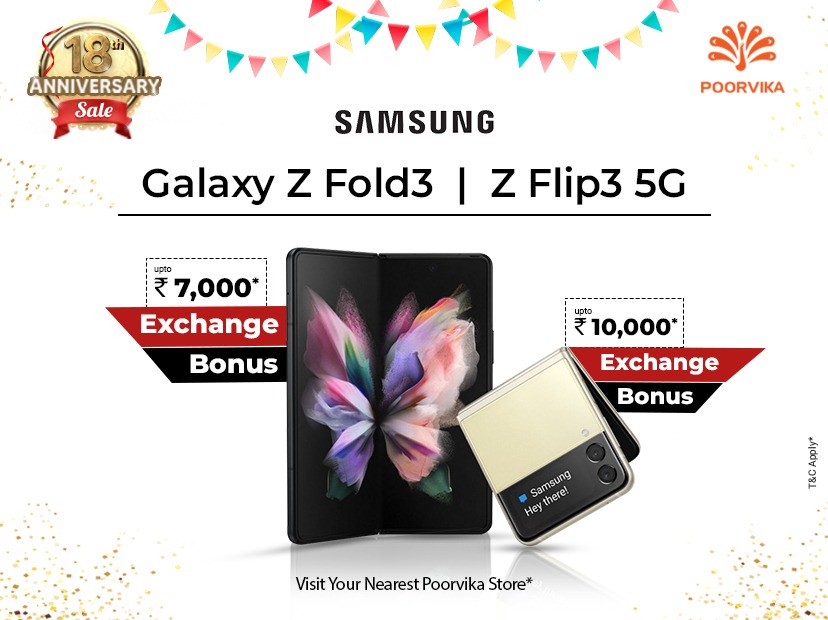 18th
ANNIVERSARY
Sale
POORVIKA
SAMSUNG
Galaxy Z Fold3 | Z Flip3 5G
upto
₹ 7,000*
Exchange
Bonus
upto
₹ 10,000*
Exchange
Bonus
Samsung
Hey there!
T&C Apply*
Visit Your Nearest Poorvika Store*